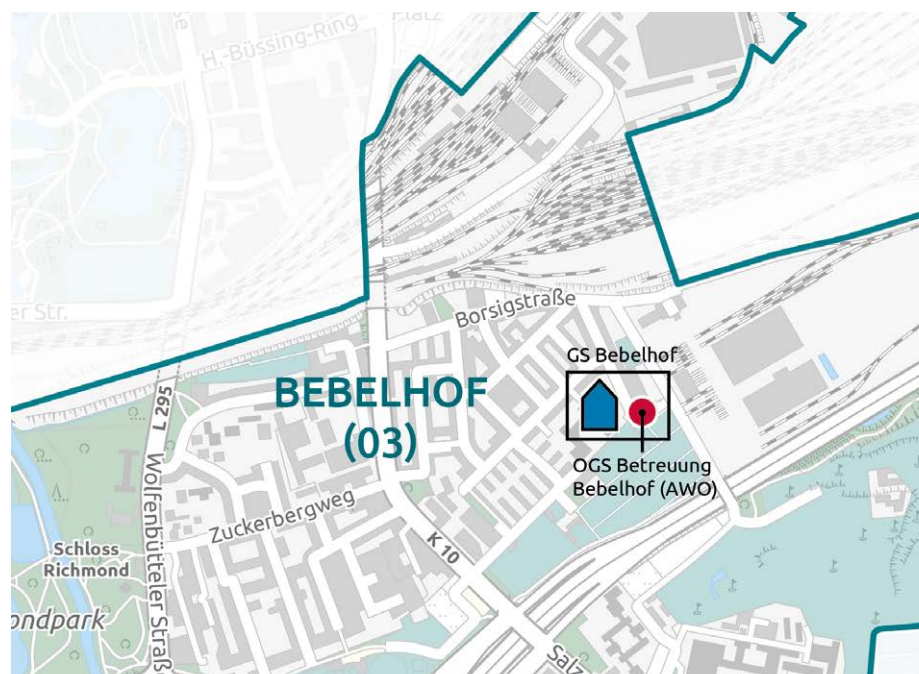 Platz
H.-Büssing-Ring
er Str.
Borsigstraße
GS Bebelhof
BEBELHOF
(03)
L 295
OGS Betreuung
Bebelhof (AWO)
Wolfenbütteler Straße
Zuckerbergweg
K 10
Schloss
Richmond
ondpark
Salz